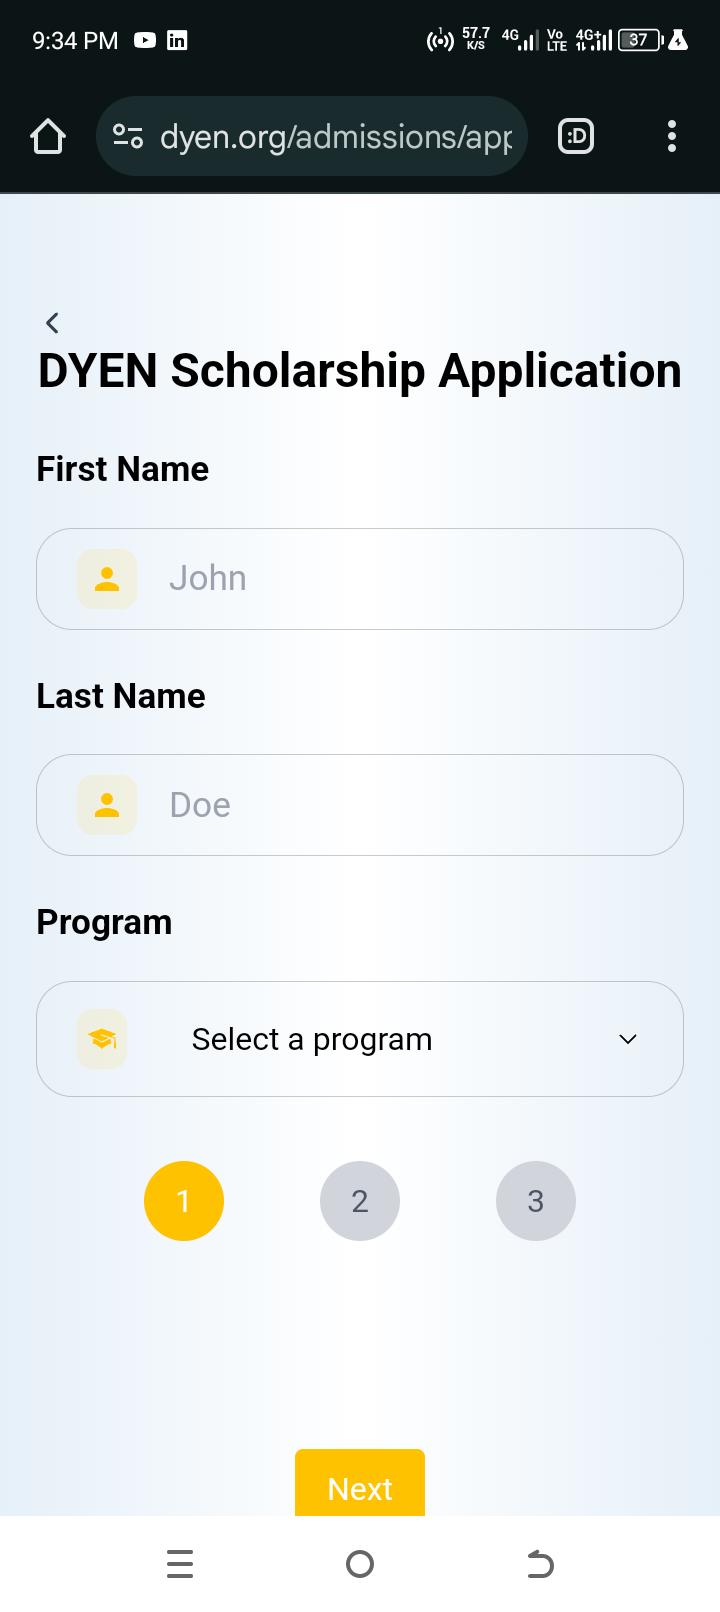 9:34 PM
57.7 K/S 4G Vo LTE 4G+ 37
dyen.org/admissions/app :D
DYEN Scholarship Application
First Name
John
Last Name
Doe
Program
Select a program
1 2 3
Next